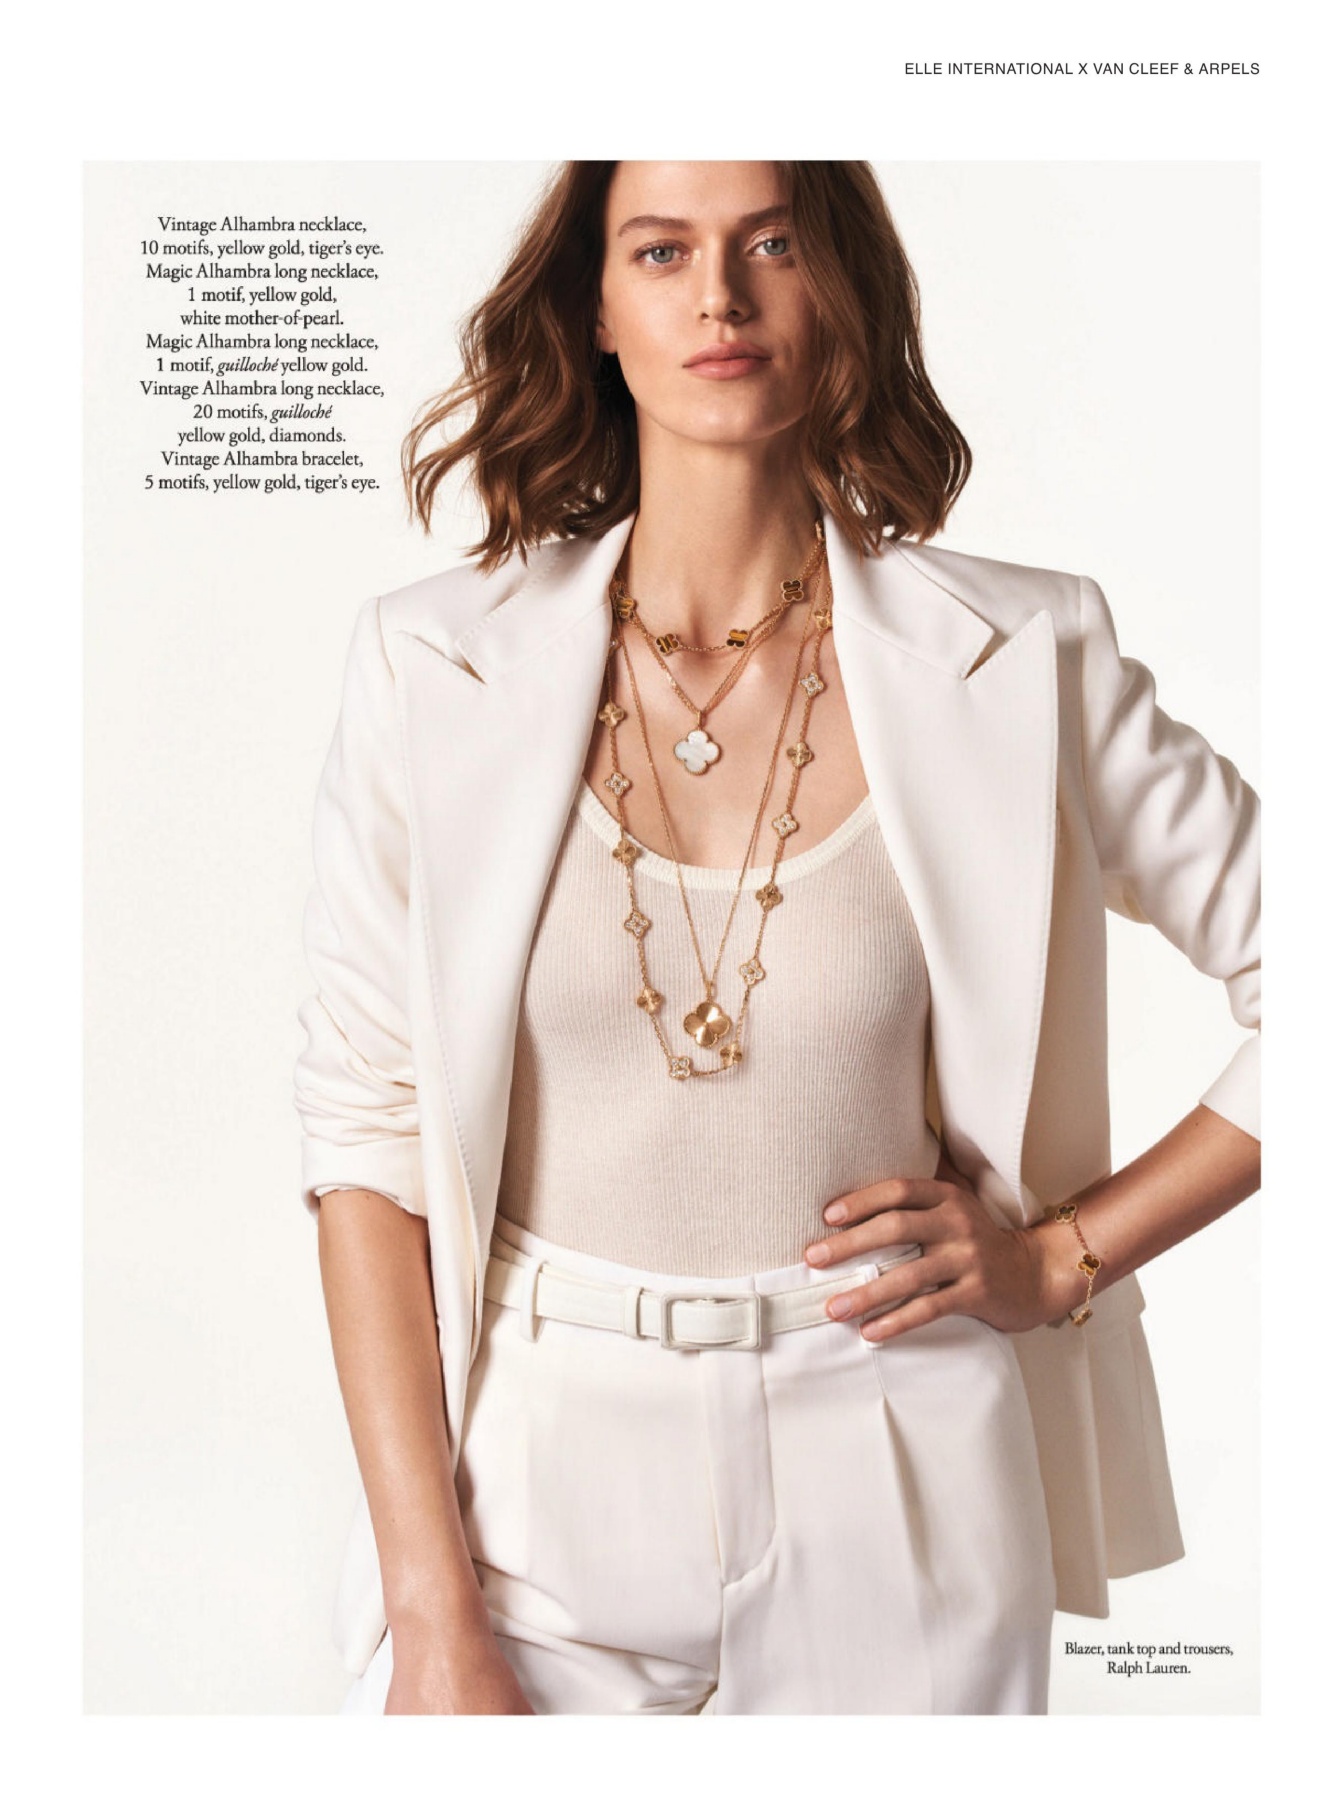 ELLE INTERNATIONAL X VAN CLEEF & ARPELS
Vintage Alhambra necklace,
10 motifs, yellow gold, tiger's eye.
Magic Alhambra long necklace,
1 motif, yellow gold,
white mother-of-pearl.
Magic Alhambra long necklace,
1 motif, guilloché yellow gold.
Vintage Alhambra long necklace,
20 motifs, guilloché
yellow gold, diamonds.
Vintage Alhambra bracelet,
5 motifs, yellow gold, tiger's eye.
Blazer, tank top and trousers,
Ralph Lauren.